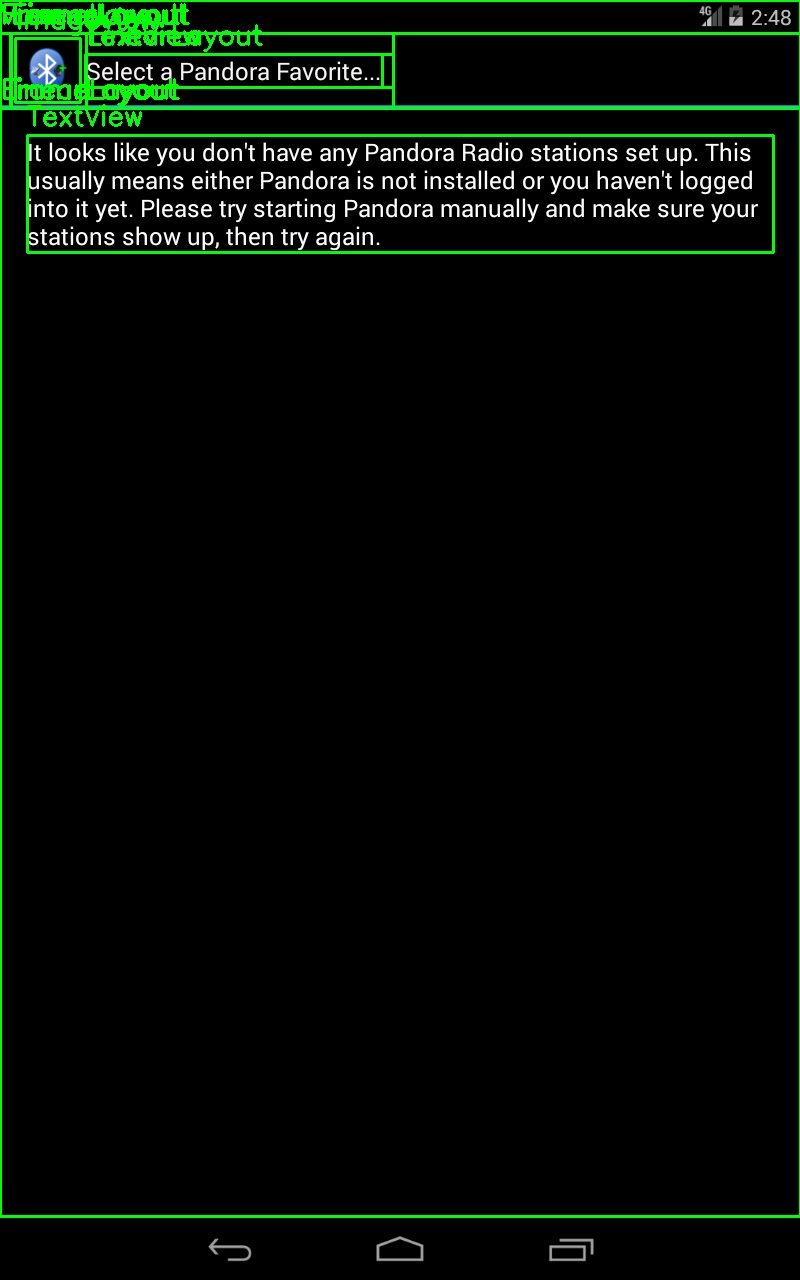 2:48
4G
TextView
Select a Pandora Favorite...
TextView
It looks like you don't have any Pandora Radio stations set up. This
usually means either Pandora is not installed or you haven't logged
into it yet. Please try starting Pandora manually and make sure your
stations show up, then try again.